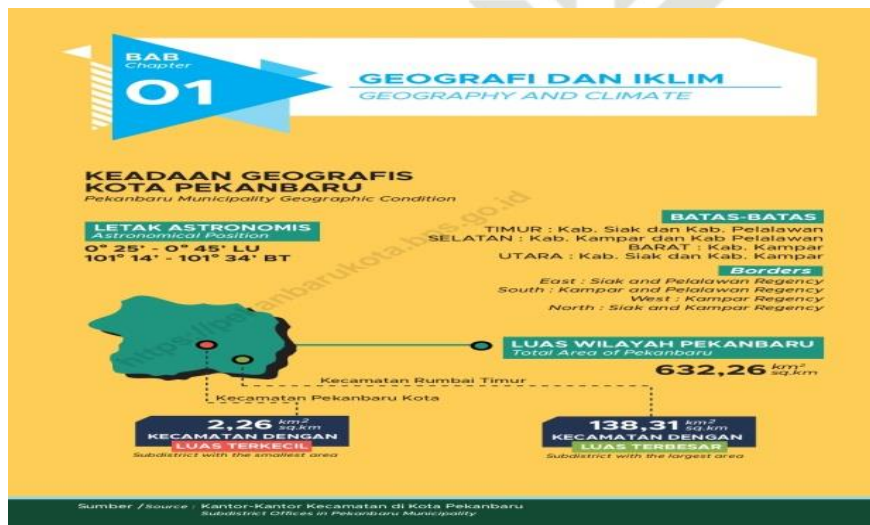 BAB
Chapter
01
GEOGRAFI DAN IKLIM
GEOGRAPHY AND CLIMATE
KEADAAN GEOGRAFIS
KOTA PEKANBARU
Pekanbaru Municipality Geographic Condition
LETAK ASTRONOMIS
Astronomical Position
0° 25' - 0° 45' LU
101° 14' - 101° 34' BT
BATAS-BATAS
TIMUR : Kab. Siak dan Kab. Pelalawan
SELATAN : Kab. Kampar dan Kab Pelalawan
BARAT : Kab. Kampar
UTARA : Kab. Siak dan Kab. Kampar
Borders
East : Siak and Pelalawan Regency
South : Kampar and Pelalawan Regency
West : Kampar Regency
North : Siak and Kampar Regency
LUAS WILAYAH PEKANBARU
Total Area of Pekanbaru
632,26 km²
sq.km
Kecamatan Rumbai Timur
Kecamatan Pekanbaru Kota
2,26 km²
sq.km
KECAMATAN DENGAN
LUAS TERKECIL
Subdistrict with the smallest area
138,31 km²
sq.km
KECAMATAN DENGAN
LUAS TERBESAR
Subdistrict with the largest area
https://pekanbarukota.bps.go.id
Sumber / Source : Kantor-Kantor Kecamatan di Kota Pekanbaru
Subdistrict Offices in Pekanbaru Municipality